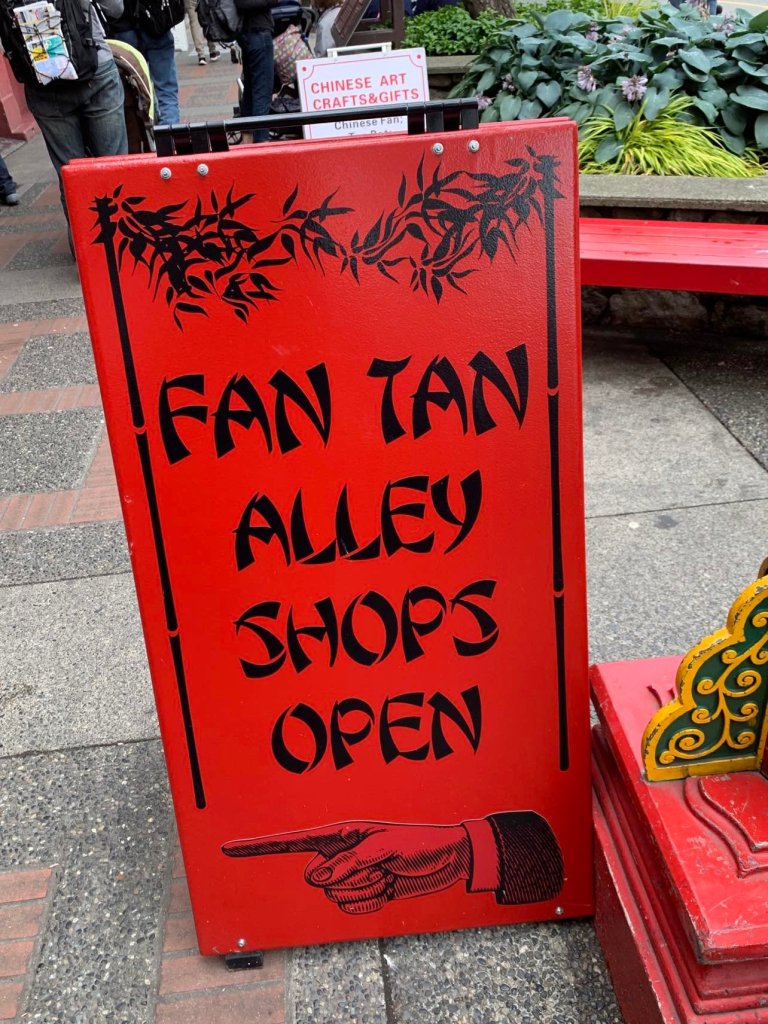 CHINESE ART
CRAFTS&GIFTS
Chinese Fan,
FAN TAN
ALLEY
SHOPS
OPEN